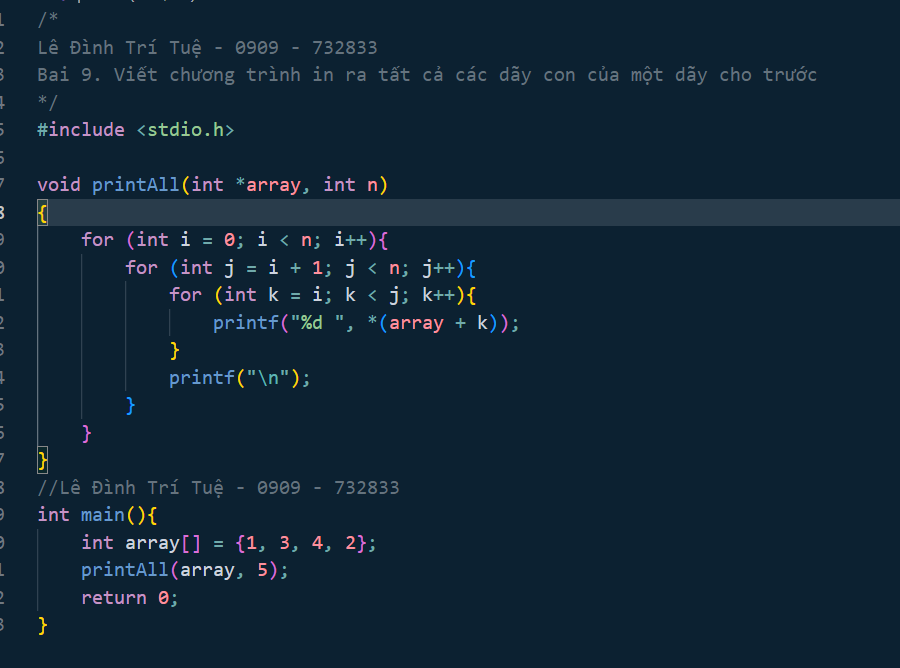 /*
Lê Đình Trí Tuệ - 0909 - 732833
Bai 9. Viết chương trình in ra tất cả các dãy con của một dãy cho trước
*/
#include <stdio.h>
void printAll(int *array, int n)
{
for (int i = 0; i < n; i++){
for (int j = i + 1; j < n; j++){
for (int k = i; k < j; k++){
printf("%d ", *(array + k));
}
printf("\n");
}
}
}
//Lê Đình Trí Tuệ - 0909 - 732833
int main(){
int array[] = {1, 3, 4, 2};
printAll(array, 5);
return 0;
}